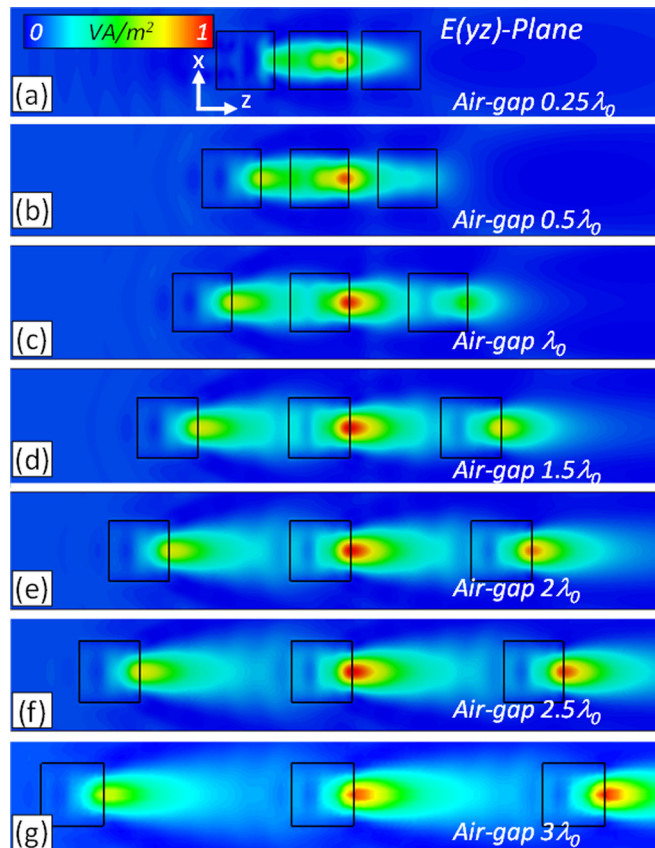 0 VA/m² 1
E(yz)-Plane
x
z
(a)
Air-gap 0.25λ₀
(b)
Air-gap 0.5λ₀
(c)
Air-gap λ₀
(d)
Air-gap 1.5λ₀
(e)
Air-gap 2λ₀
(f)
Air-gap 2.5λ₀
(g)
Air-gap 3λ₀